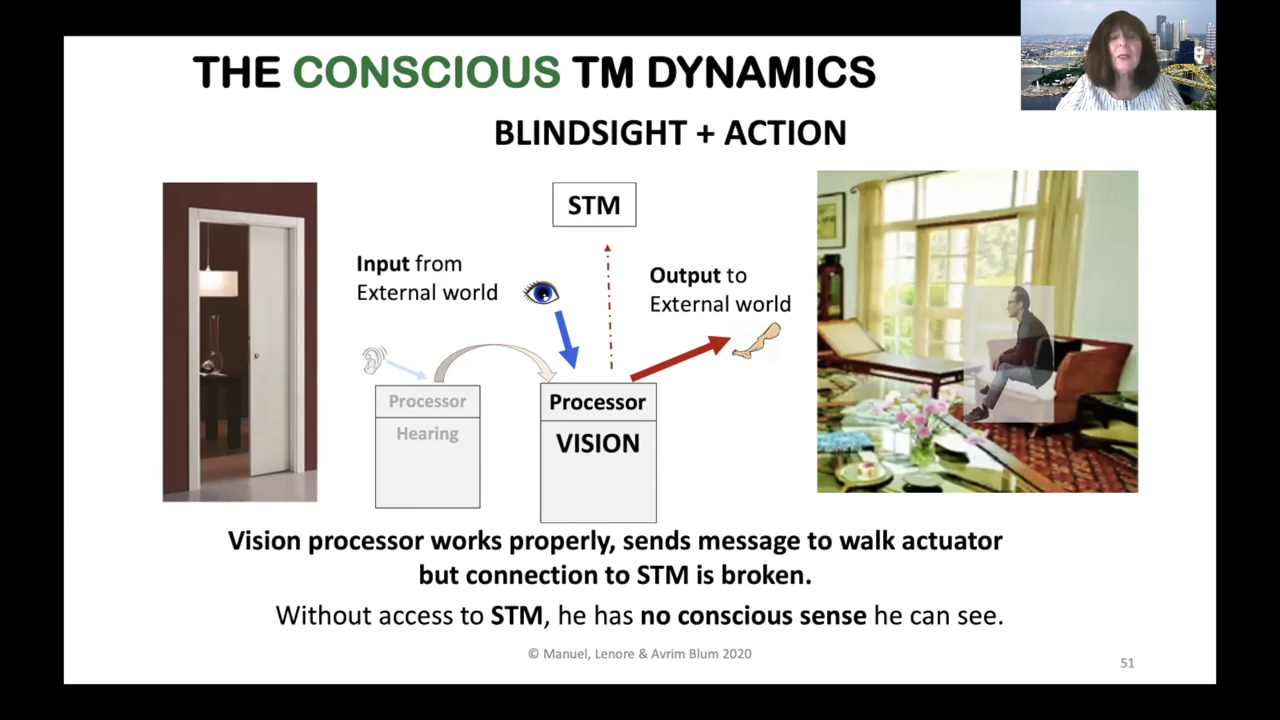 THE CONSCIOUS TM DYNAMICS
BLINDSIGHT + ACTION
STM
Input from
External world
Output to
External world
Processor
Hearing
Processor
VISION
Vision processor works properly, sends message to walk actuator
but connection to STM is broken.
Without access to STM, he has no conscious sense he can see.
© Manuel, Lenore & Avrim Blum 2020
51